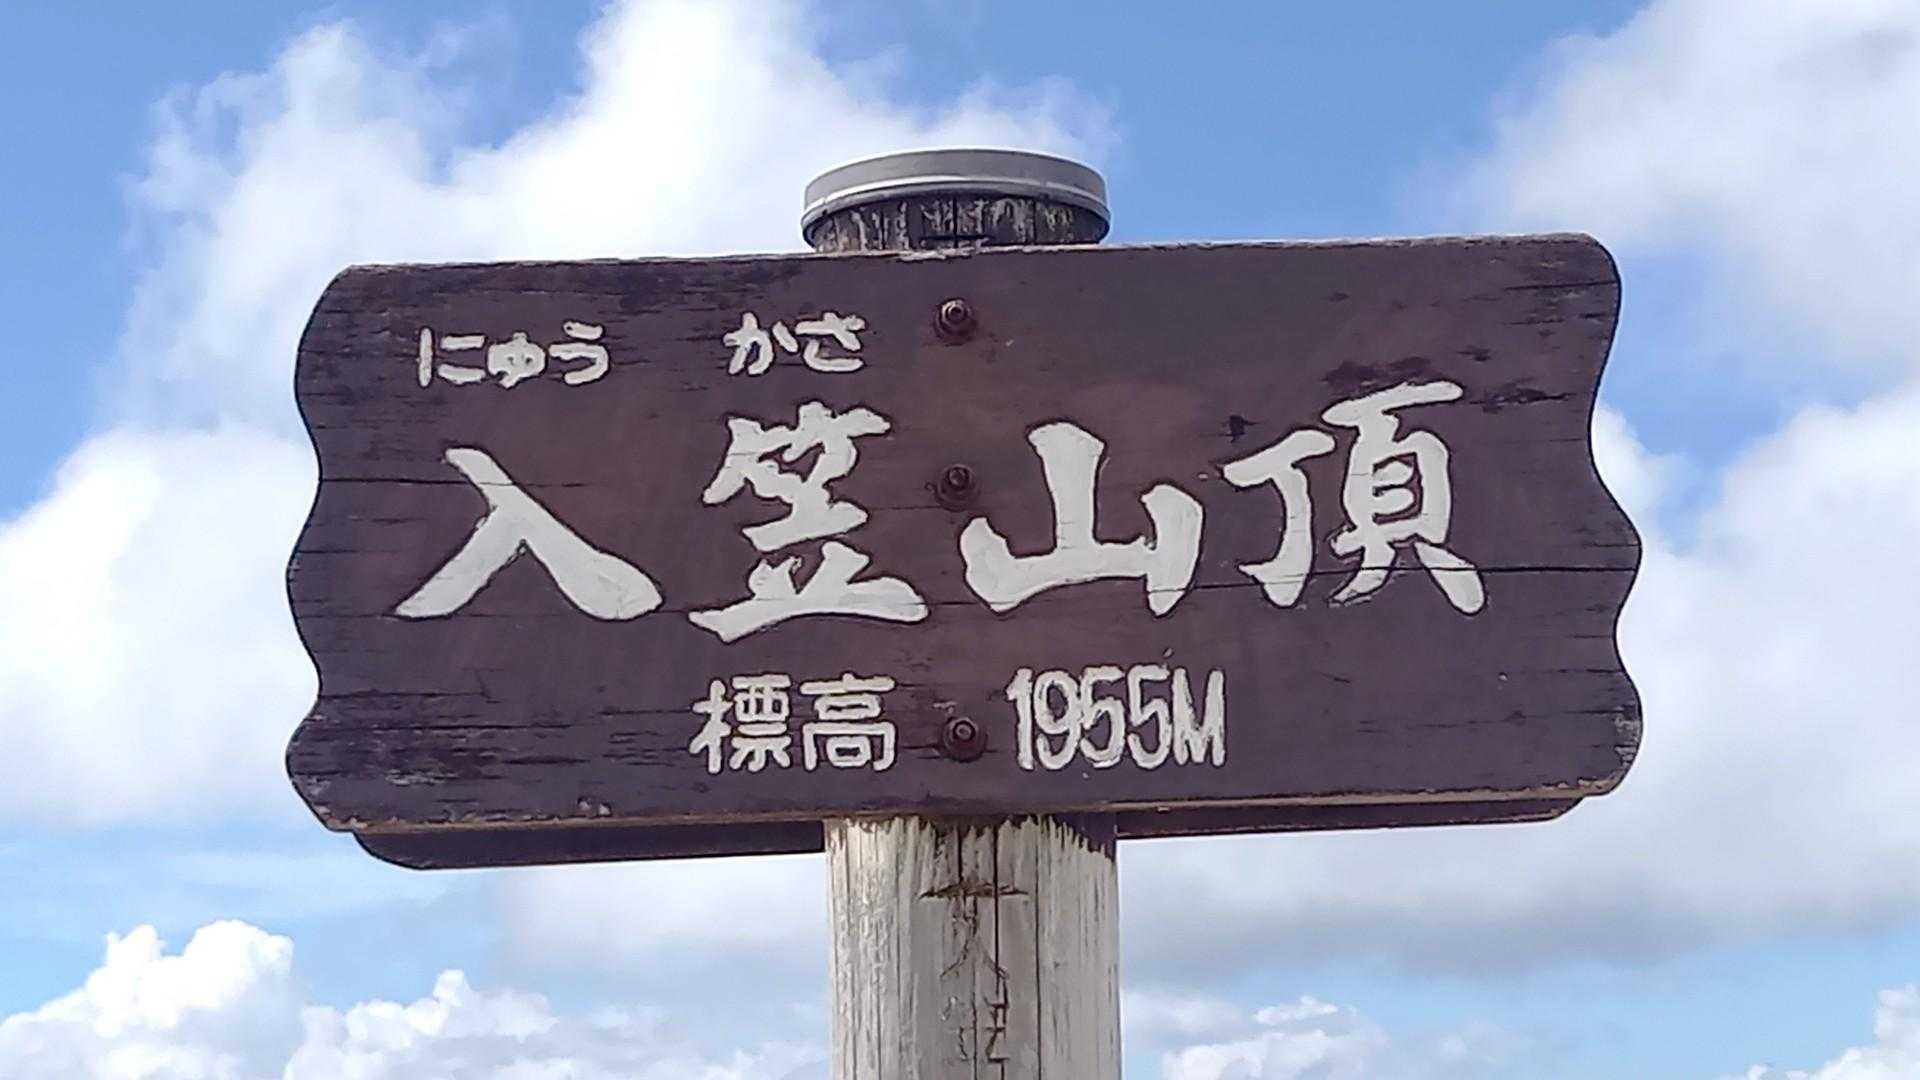 にゅう かさ
入笠山頂
標高 1955M